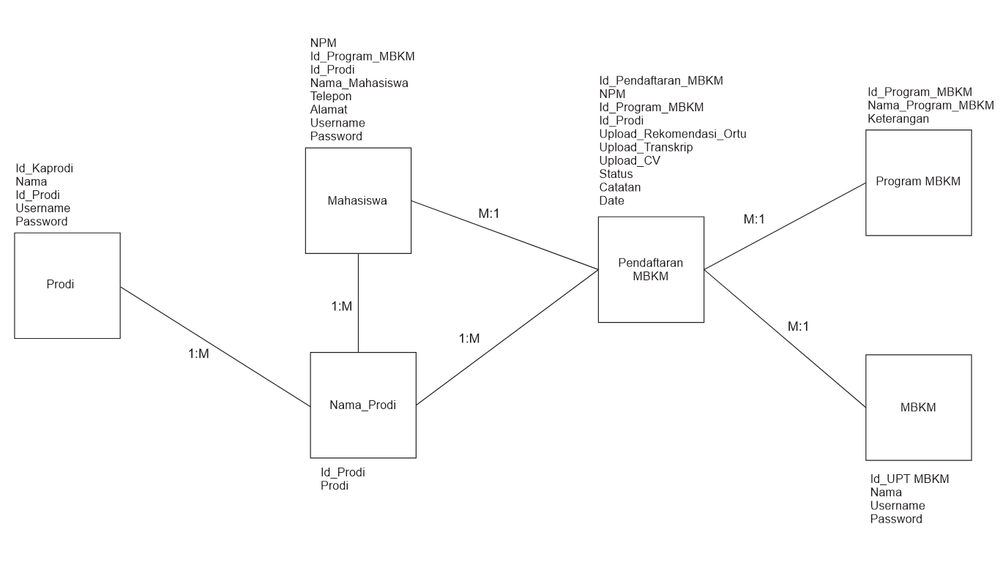 NPM
Id_Program_MBKM
Id_Prodi
Nama_Mahasiswa
Telepon
Alamat
Username
Password
Mahasiswa
Id_Kaprodi
Nama
Id_Prodi
Username
Password
Prodi
1:M
1:M
Nama_Prodi
Id_Prodi
Prodi
M:1
1:M
Id_Pendaftaran_MBKM
NPM
Id_Program_MBKM
Id_Prodi
Upload_Rekomendasi_Ortu
Upload_Transkrip
Upload_CV
Status
Catatan
Date
Pendaftaran
MBKM
M:1
M:1
Id_Program_MBKM
Nama_Program_MBKM
Keterangan
Program MBKM
MBKM
Id_UPT MBKM
Nama
Username
Password